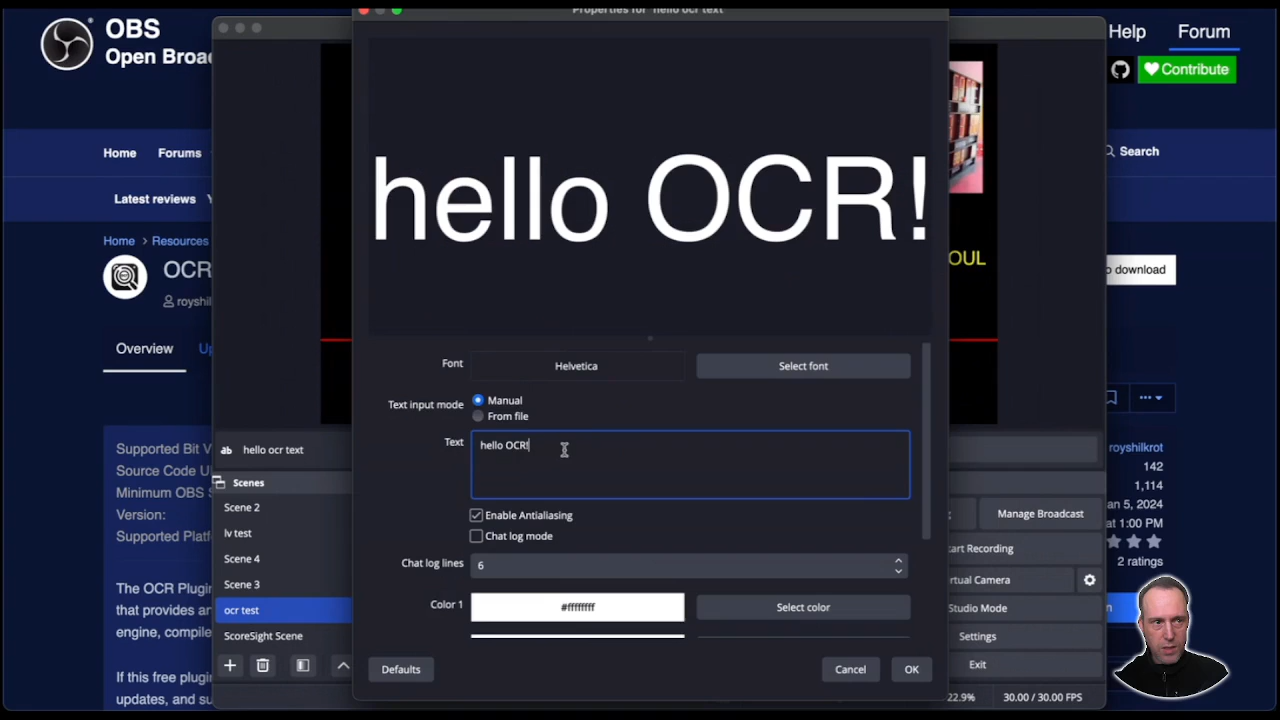 OBS
Open Broa
Help
Forum
Contribute
Home
Forums
Search
Latest reviews
Home
Resources
OCR
royshil
o download
Overview
Properties for 'hello ocr text'
hello OCR!
OUL
Font
Helvetica
Select font
Text input mode
Manual
From file
Text
hello OCR!
Enable Antialiasing
Chat log mode
Chat log lines
6
Color 1
#ffffffff
Select color
Defaults
Cancel
OK
hello ocr text
Scenes
Scene 2
lv test
Scene 4
Scene 3
ocr test
ScoreSight Scene
Supported Bit V
Source Code U
Minimum OBS S
Version:
Supported Platf
The OCR Plugin
that provides an
engine, compile
If this free plugin
updates, and su
royshilkrot
142
1,114
an 5, 2024
at 1:00 PM
2 ratings
Manage Broadcast
art Recording
rtual Camera
Studio Mode
Settings
Exit
22.9%
30.00 / 30.00 FPS